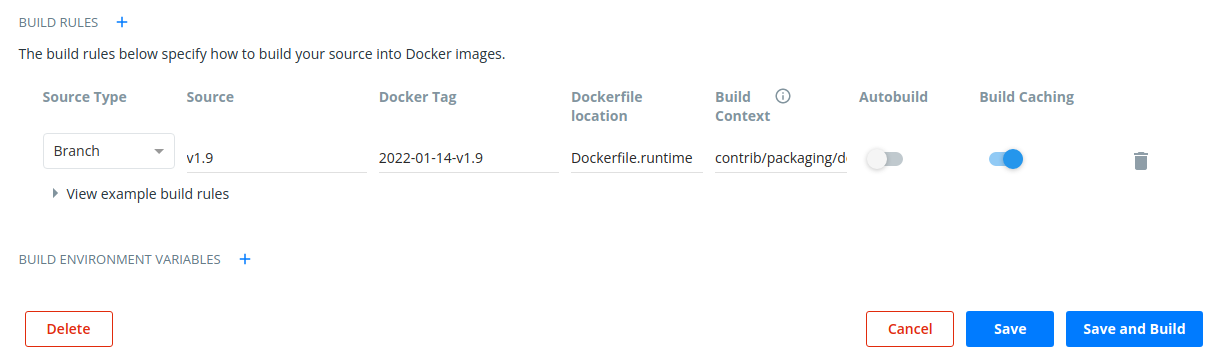 BUILD RULES +
The build rules below specify how to build your source into Docker images.
Source Type Source Docker Tag Dockerfile location Build Context Autobuild Build Caching
Branch v1.9 2022-01-14-v1.9 Dockerfile.runtime contrib/packaging/d
View example build rules
BUILD ENVIRONMENT VARIABLES +
Delete Cancel Save Save and Build